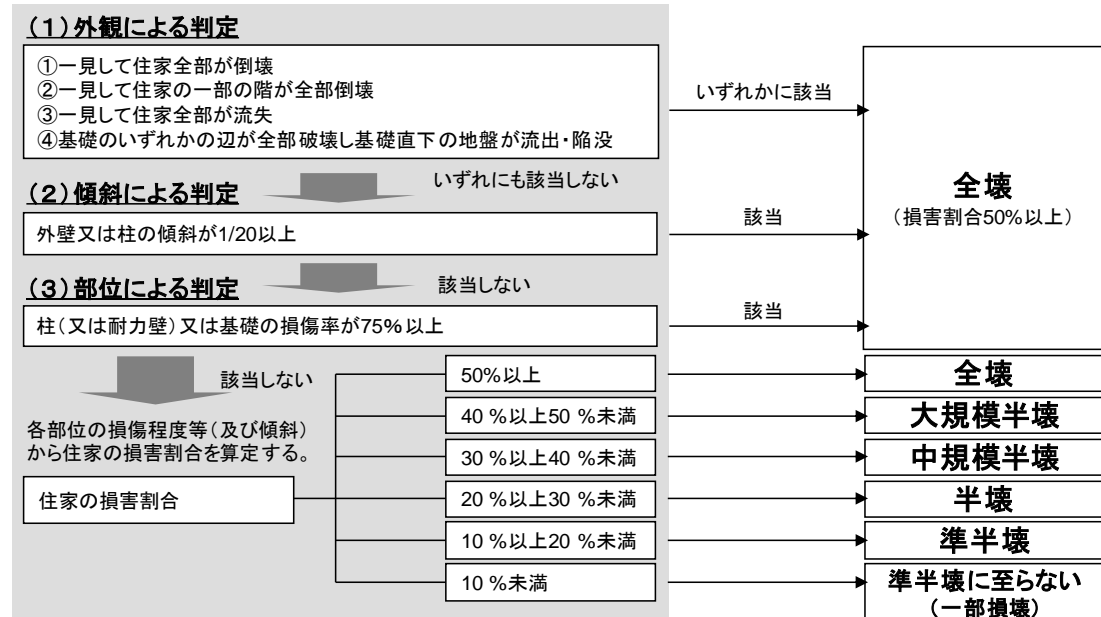 (1)外観による判定
①一見して住家全部が倒壊
②一見して住家の一部の階が全部倒壊
③一見して住家全部が流失
④基礎のいずれかの辺が全部破壊し基礎直下の地盤が流出・陥没
いずれかに該当
いずれにも該当しない
(2)傾斜による判定
外壁又は柱の傾斜が1/20以上
該当
該当しない
(3)部位による判定
柱(又は耐力壁)又は基礎の損傷率が75%以上
該当
全壊
(損害割合50%以上)
該当しない
各部位の損傷程度等(及び傾斜)
から住家の損害割合を算定する。
住家の損害割合
50%以上
全壊
40 %以上50 %未満
大規模半壊
30 %以上40 %未満
中規模半壊
20 %以上30 %未満
半壊
10 %以上20 %未満
準半壊
10 %未満
準半壊に至らない
(一部損壊)